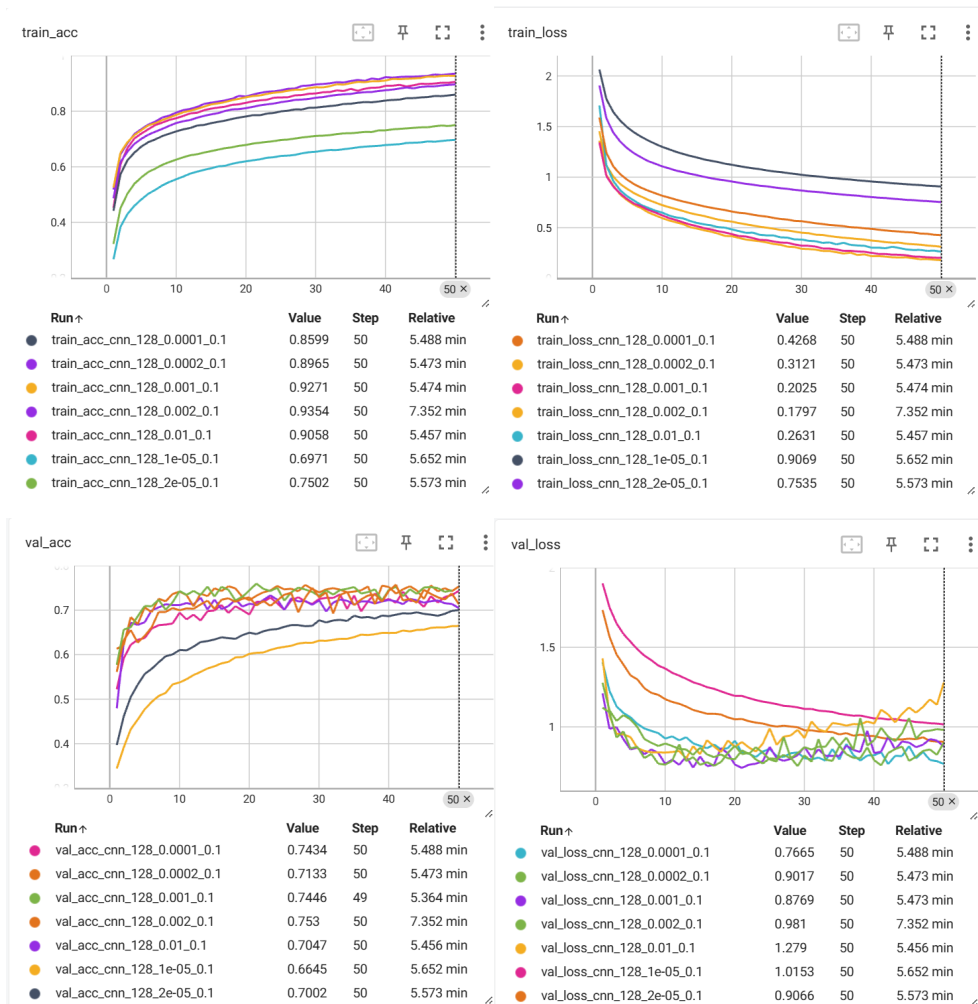 train_acc
0.8
0.6
0.4
0 10 20 30 40 50 ×
Run↑ Value Step Relative
train_acc_cnn_128_0.0001_0.1 0.8599 50 5.488 min
train_acc_cnn_128_0.0002_0.1 0.8965 50 5.473 min
train_acc_cnn_128_0.001_0.1 0.9271 50 5.474 min
train_acc_cnn_128_0.002_0.1 0.9354 50 7.352 min
train_acc_cnn_128_0.01_0.1 0.9058 50 5.457 min
train_acc_cnn_128_1e-05_0.1 0.6971 50 5.652 min
train_acc_cnn_128_2e-05_0.1 0.7502 50 5.573 min
train_loss
2
1.5
1
0.5
0 10 20 30 40 50 ×
Run↑ Value Step Relative
train_loss_cnn_128_0.0001_0.1 0.4268 50 5.488 min
train_loss_cnn_128_0.0002_0.1 0.3121 50 5.473 min
train_loss_cnn_128_0.001_0.1 0.2025 50 5.474 min
train_loss_cnn_128_0.002_0.1 0.1797 50 7.352 min
train_loss_cnn_128_0.01_0.1 0.2631 50 5.457 min
train_loss_cnn_128_1e-05_0.1 0.9069 50 5.652 min
train_loss_cnn_128_2e-05_0.1 0.7535 50 5.573 min
val_acc
0.7
0.6
0.5
0.4
0 10 20 30 40 50 ×
Run↑ Value Step Relative
val_acc_cnn_128_0.0001_0.1 0.7434 50 5.488 min
val_acc_cnn_128_0.0002_0.1 0.7133 50 5.473 min
val_acc_cnn_128_0.001_0.1 0.7446 49 5.364 min
val_acc_cnn_128_0.002_0.1 0.753 50 7.352 min
val_acc_cnn_128_0.01_0.1 0.7047 50 5.456 min
val_acc_cnn_128_1e-05_0.1 0.6645 50 5.652 min
val_acc_cnn_128_2e-05_0.1 0.7002 50 5.573 min
val_loss
1.5
1
0 10 20 30 40 50 ×
Run↑ Value Step Relative
val_loss_cnn_128_0.0001_0.1 0.7665 50 5.488 min
val_loss_cnn_128_0.0002_0.1 0.9017 50 5.473 min
val_loss_cnn_128_0.001_0.1 0.8769 50 5.473 min
val_loss_cnn_128_0.002_0.1 0.981 50 7.352 min
val_loss_cnn_128_0.01_0.1 1.279 50 5.456 min
val_loss_cnn_128_1e-05_0.1 1.0153 50 5.652 min
val_loss_cnn_128_2e-05_0.1 0.9066 50 5.573 min